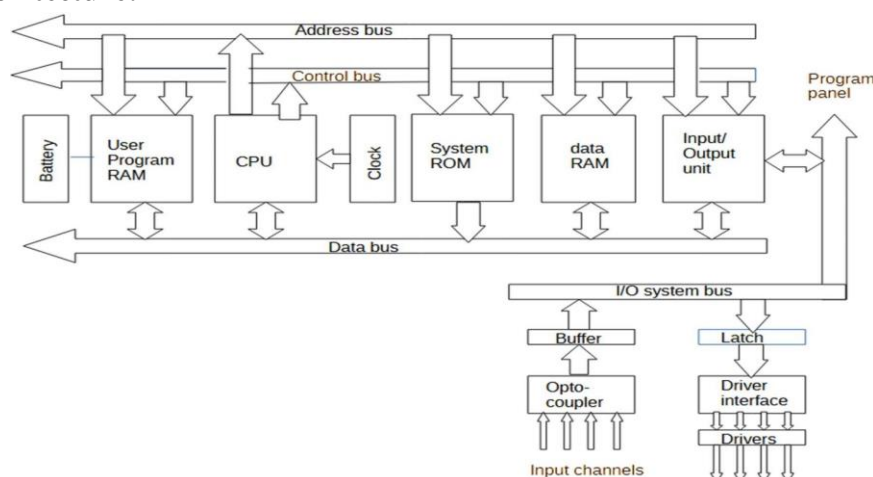 Address bus
Control bus
Program
panel
Battery
User
Program
RAM
CPU
Clock
System
ROM
data
RAM
Input/
Output
unit
Data bus
I/O system bus
Buffer
Latch
Opto-
coupler
Driver
interface
Drivers
Input channels